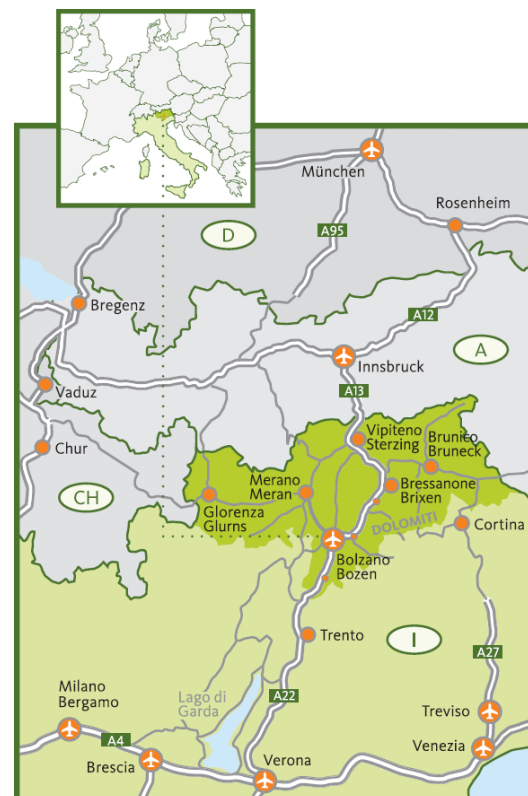 München
Rosenheim
D
A95
Bregenz
A12
Innsbruck
A
A13
Vaduz
Vipiteno
Sterzing
Brunico
Bruneck
Chur
Merano
Meran
Bressanone
Brixen
CH
Glorenza
Glurns
DOLOMITI
Cortina
Bolzano
Bozen
Trento
I
A27
Milano
Bergamo
Lago di
Garda
A22
Treviso
A4
Venezia
Brescia
Verona